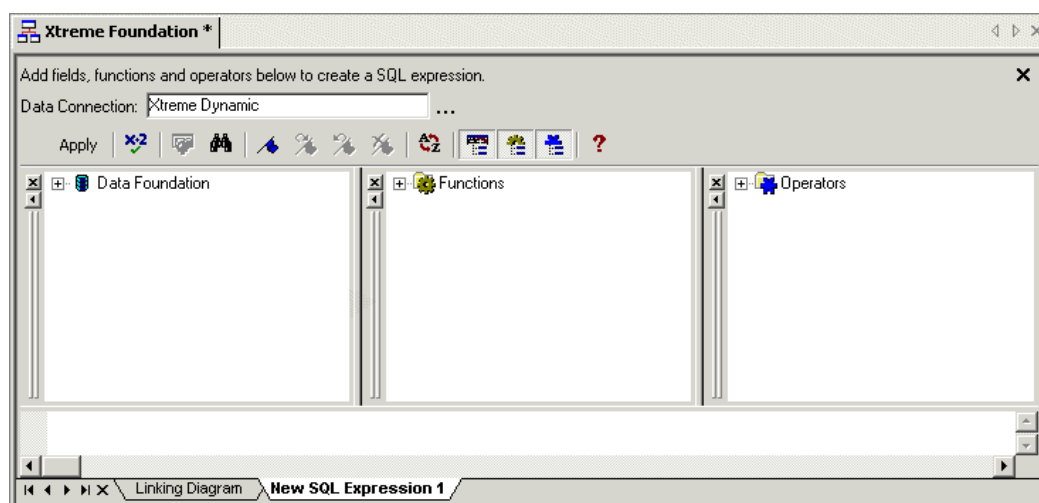 Xtreme Foundation *
Add fields, functions and operators below to create a SQL expression.
Data Connection: Xtreme Dynamic ...
Apply x+2 A Z ?
Data Foundation
Functions
Operators
Linking Diagram New SQL Expression 1